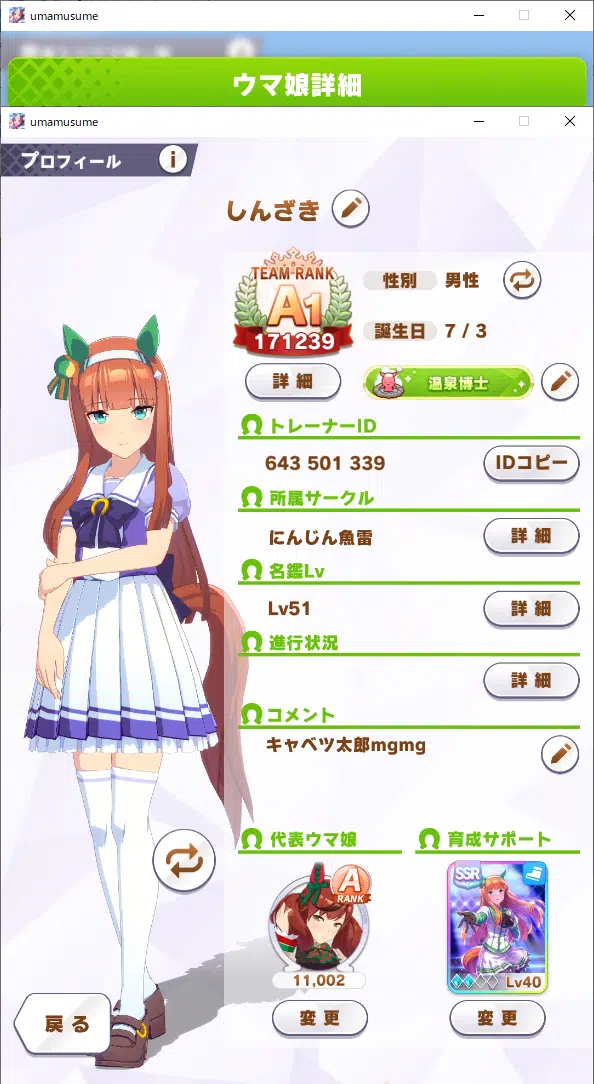 umamusume
ウマ娘詳細
umamusume
プロフィール
i
しんざき
TEAM RANK
A1
171239
性別 男性
誕生日 7 / 3
詳細
温泉博士
トレーナーID
643 501 339
IDコピー
所属サークル
にんじん魚雷
詳細
名鑑Lv
Lv51
詳細
進行状況
詳細
コメント
キャベツ太郎mgmg
代表ウマ娘
育成サポート
A
RANK
11,002
変更
SSR
Lv40
変更
戻る